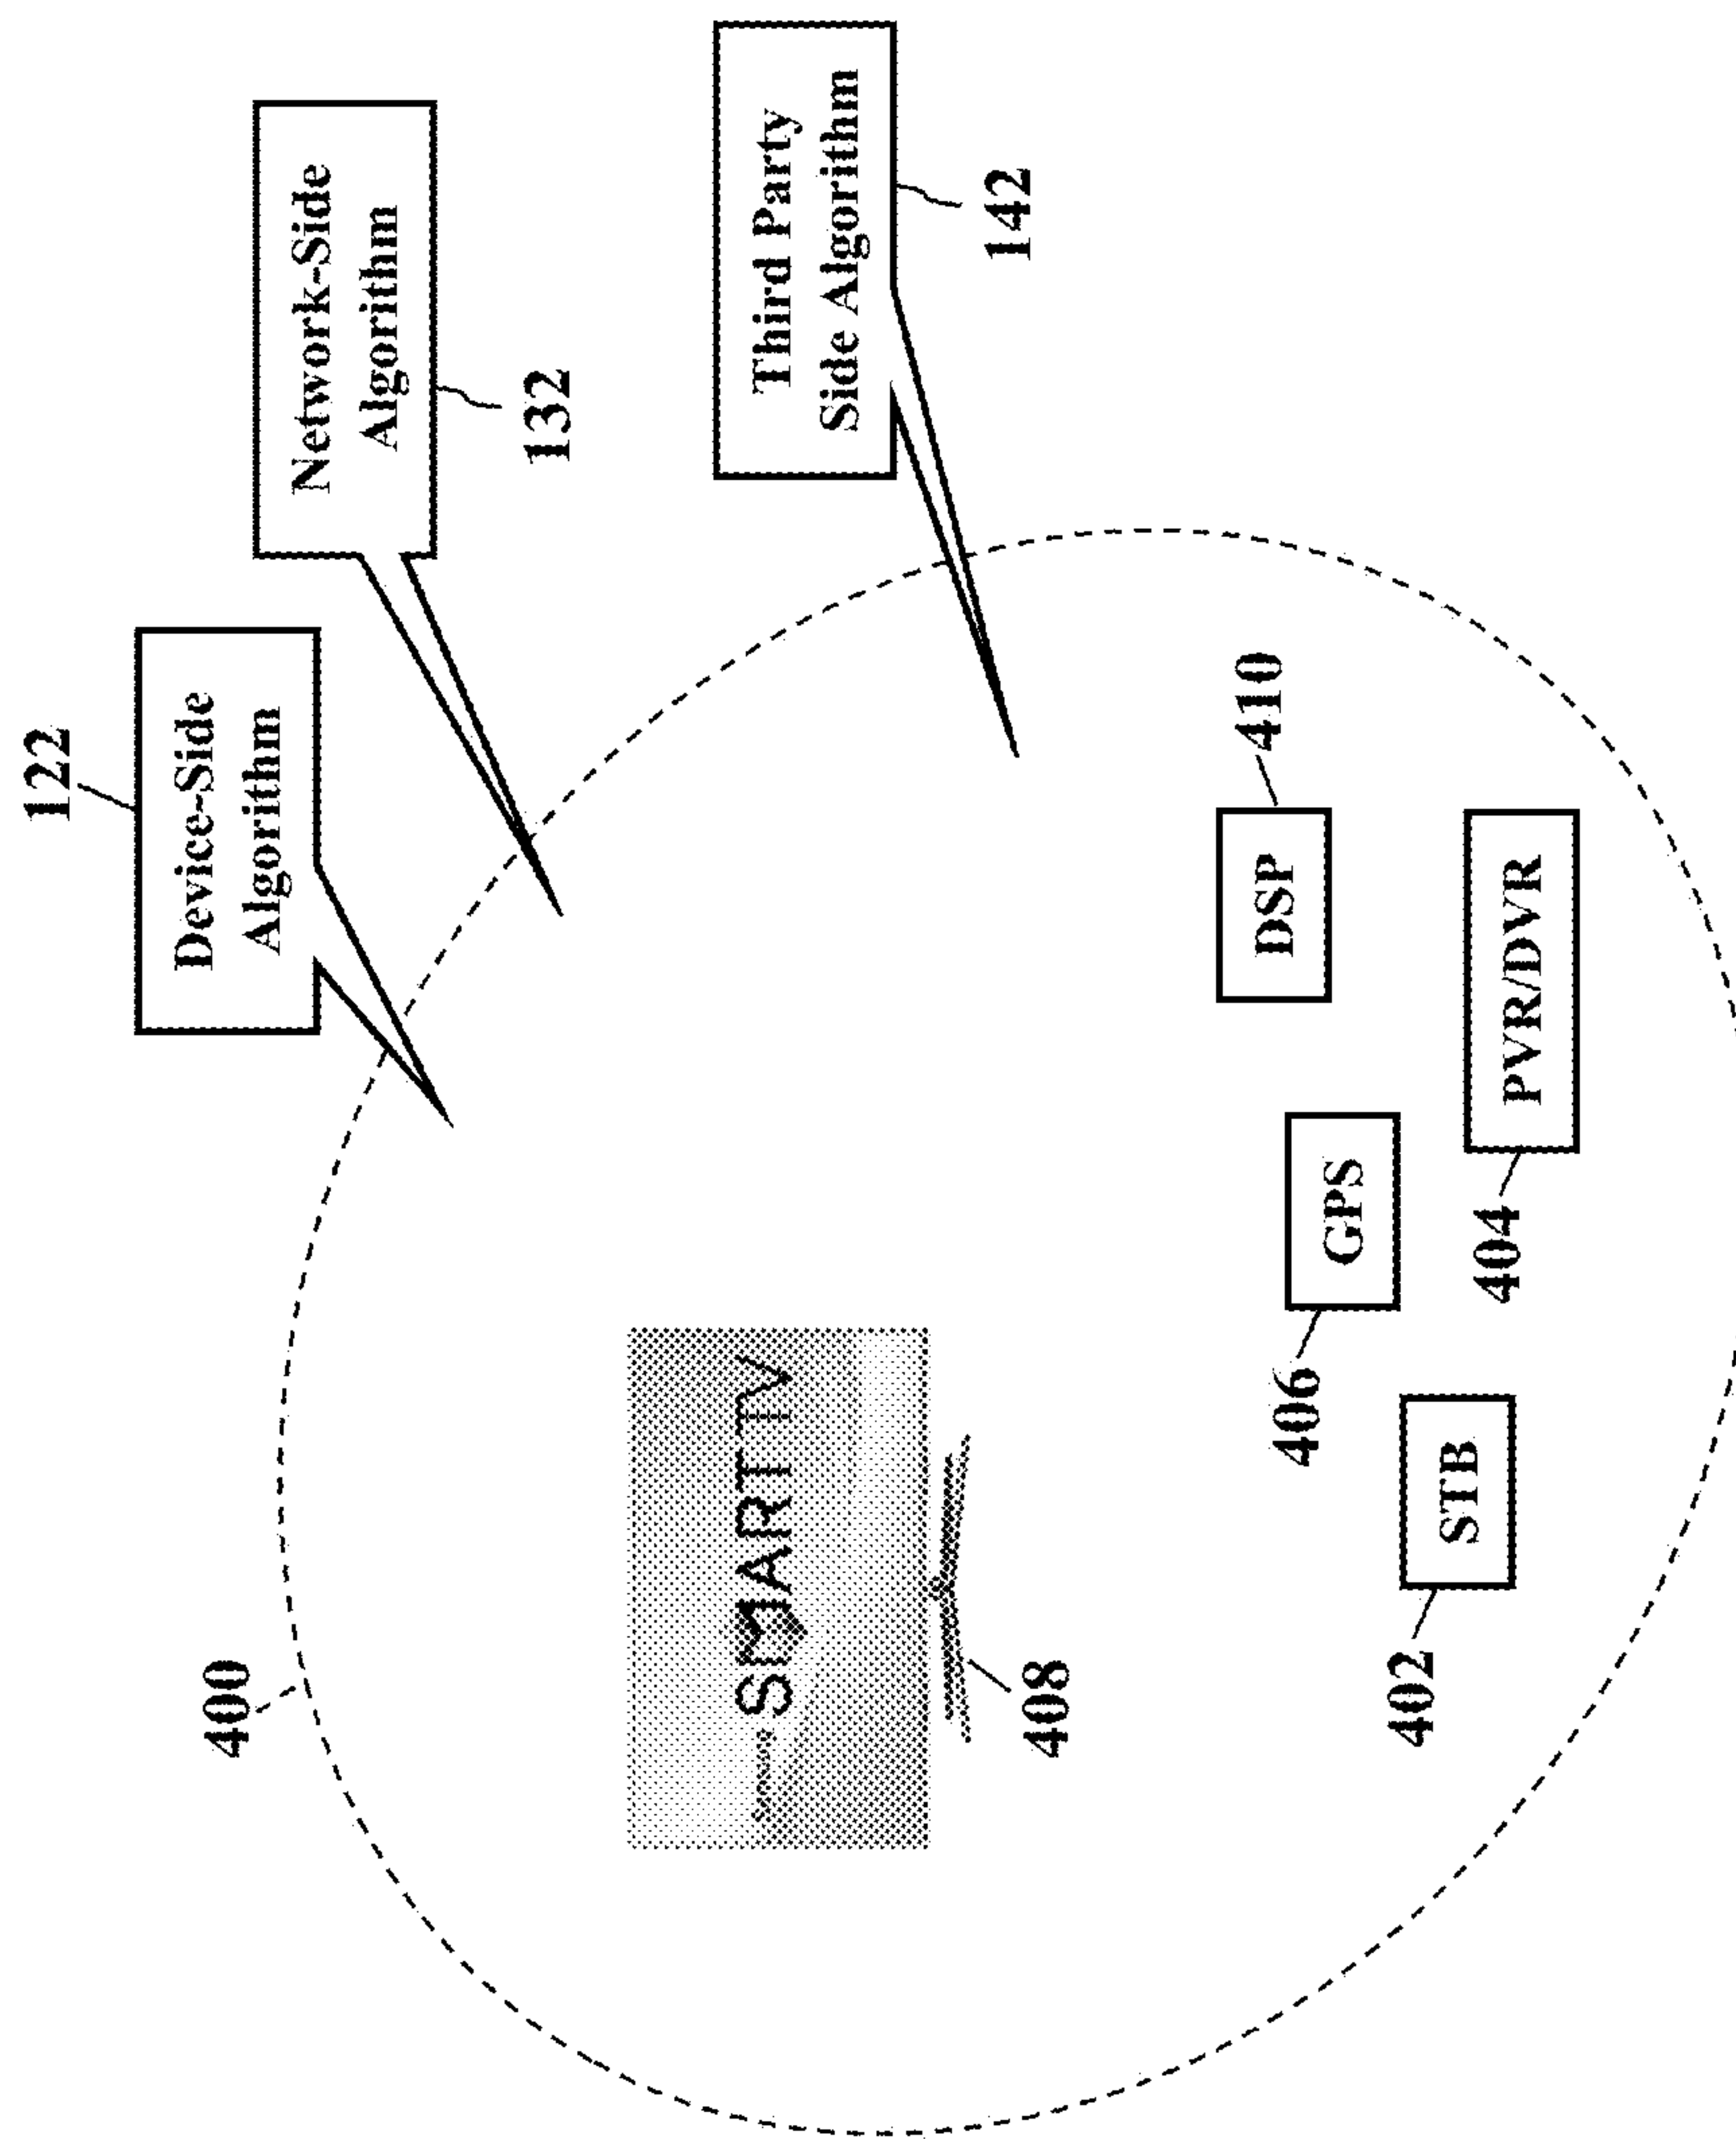 122
Device-Side
Algorithm
Network-Side
Algorithm
132
Third Party
Side Algorithm
142
400
SMART TV
408
410
DSP
GPS
406
PVR/DVR
404
STB
402